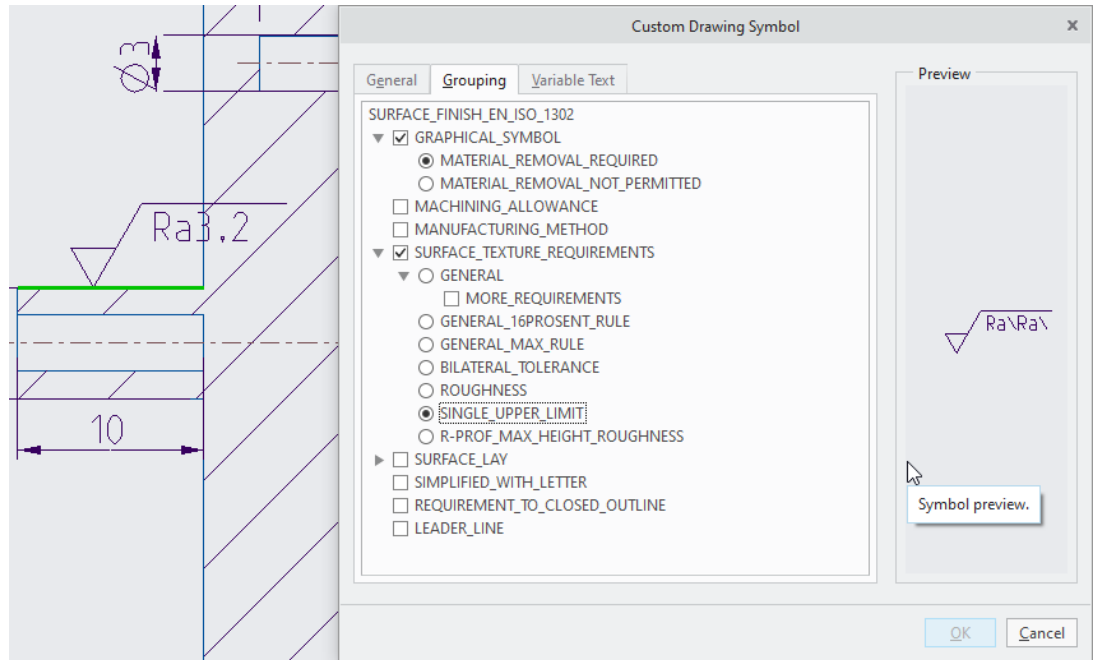 Ø3
Ra3.2
10
Custom Drawing Symbol
General Grouping Variable Text
SURFACE_FINISH_EN_ISO_1302
GRAPHICAL_SYMBOL
MATERIAL_REMOVAL_REQUIRED
MATERIAL_REMOVAL_NOT_PERMITTED
MACHINING_ALLOWANCE
MANUFACTURING_METHOD
SURFACE_TEXTURE_REQUIREMENTS
GENERAL
MORE_REQUIREMENTS
GENERAL_16PROSENT_RULE
GENERAL_MAX_RULE
BILATERAL_TOLERANCE
ROUGHNESS
SINGLE_UPPER_LIMIT
R-PROF_MAX_HEIGHT_ROUGHNESS
SURFACE_LAY
SIMPLIFIED_WITH_LETTER
REQUIREMENT_TO_CLOSED_OUTLINE
LEADER_LINE
Preview
Ra\Ra\
Symbol preview.
OK Cancel